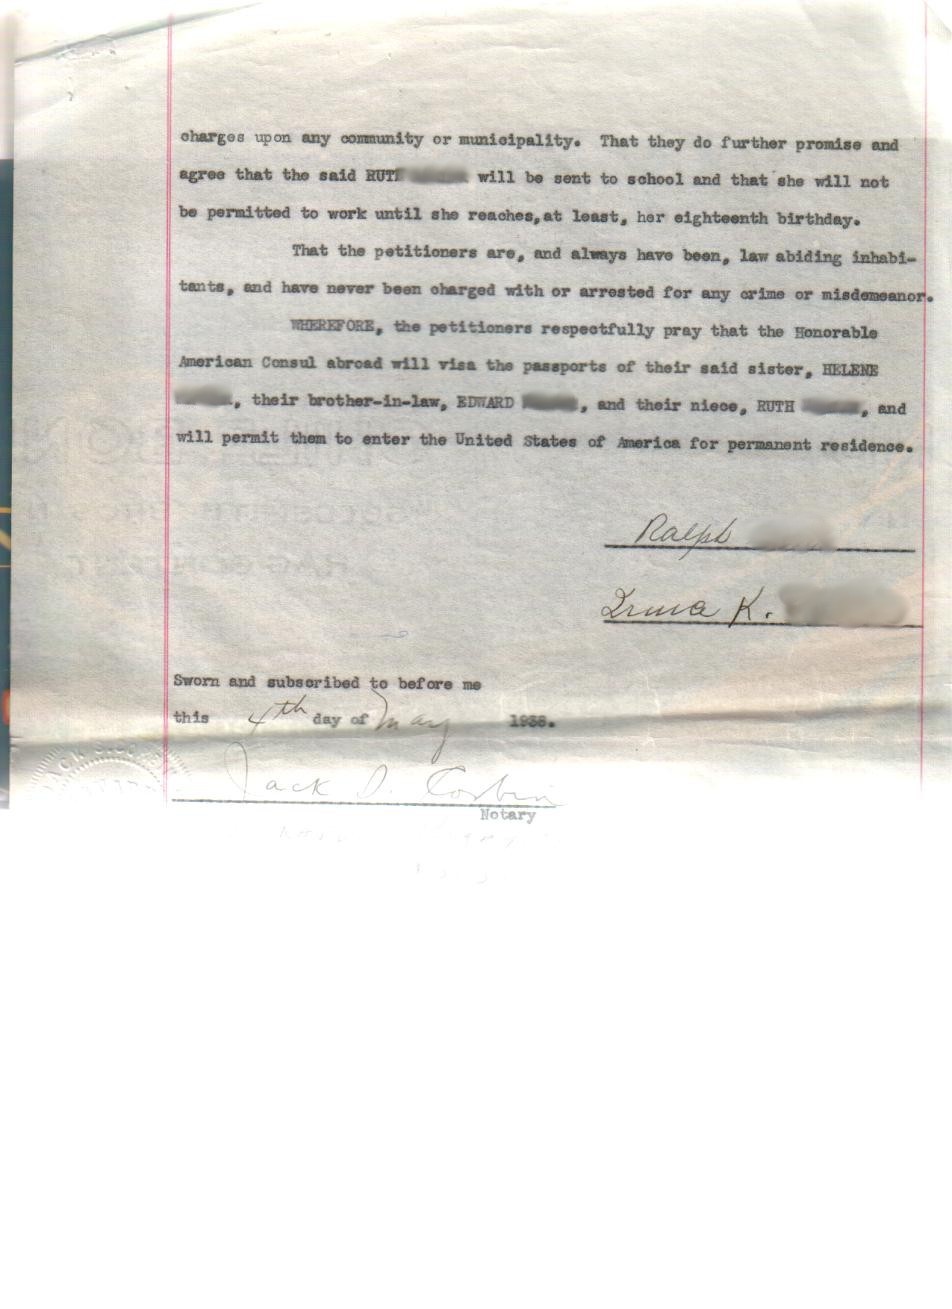 charges upon any community or municipality. That they do further promise and
agree that the said RUTH will be sent to school and that she will not
be permitted to work until she reaches,at least, her eighteenth birthday.
That the petitioners are, and always have been, law abiding inhabi-
tants, and have never been charged with or arrested for any crime or misdemeanor.
WHEREFORE, the petitioners respectfully pray that the Honorable
American Consul abroad will visa the passports of their said sister, HELENE
, their brother-in-law, EDWARD , and their niece, RUTH , and
will permit them to enter the United States of America for permanent residence.
Ralph
Irma K.
Sworn and subscribed to before me
this 4th day of May 1938.
Jack D. Corbin
Notary